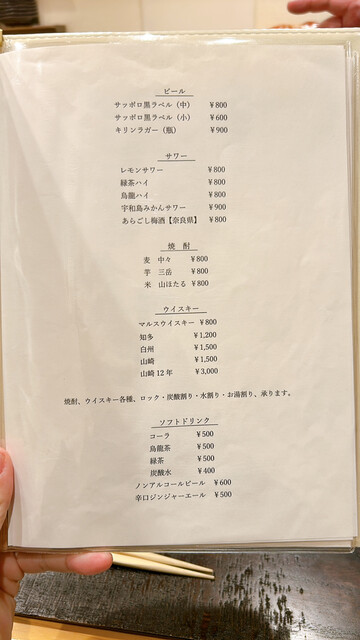 ビール
サッポロ黒ラベル（中） ￥800
サッポロ黒ラベル（小） ￥600
キリンラガー（瓶） ￥900
サワー
レモンサワー ￥800
緑茶ハイ ￥800
烏龍ハイ ￥800
宇和島みかんサワー ￥900
あらごし梅酒【奈良県】 ￥800
焼 酎
麦 中々 ￥800
芋 三岳 ￥800
米 山ほたる ￥800
ウイスキー
マルスウイスキー ￥800
知多 ￥1,200
白州 ￥1,500
山崎 ￥1,500
山崎12年 ￥3,000
焼酎、ウイスキー各種、ロック・炭酸割り・水割り・お湯割り、承ります。
ソフトドリンク
コーラ ￥500
烏龍茶 ￥500
緑茶 ￥500
炭酸水 ￥400
ノンアルコールビール ￥600
辛口ジンジャーエール ￥500